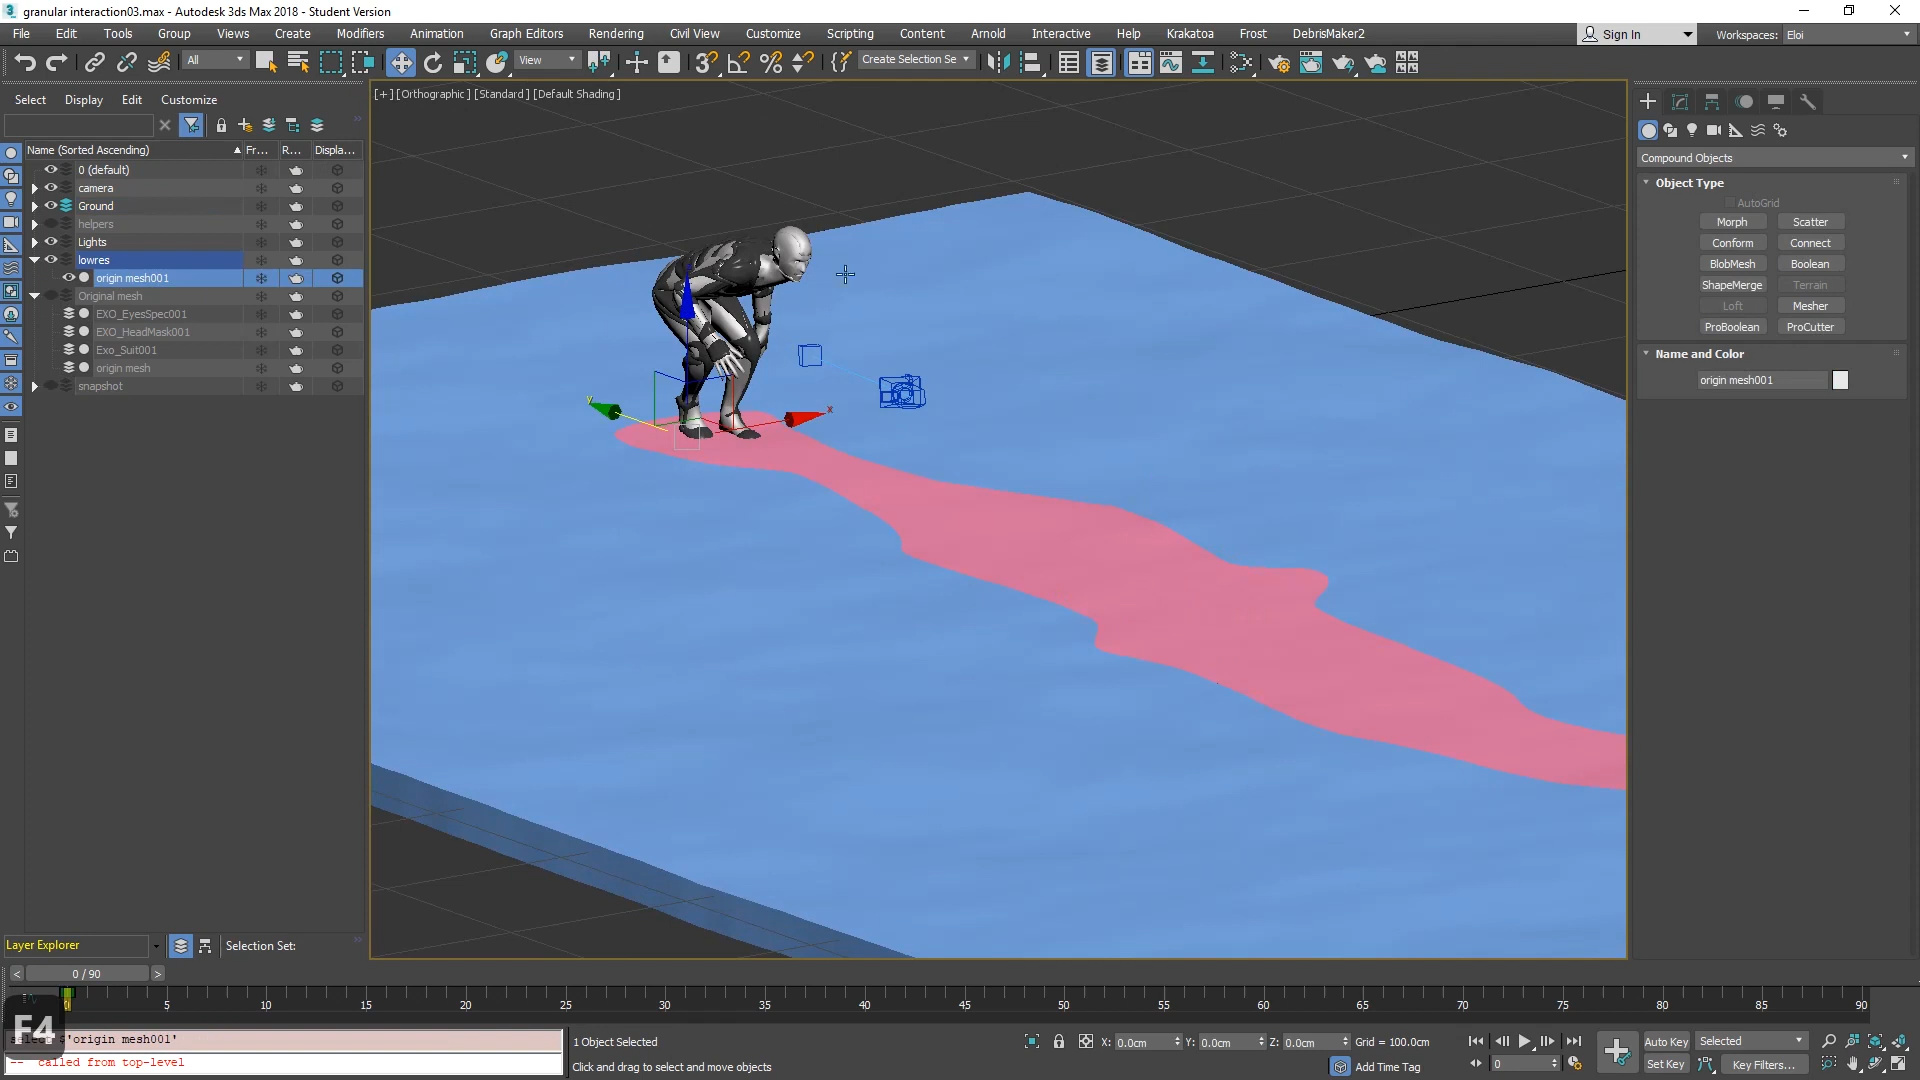 granular interaction03.max - Autodesk 3ds Max 2018 - Student Version
File Edit Tools Group Views Create Modifiers Animation Graph Editors Rendering Civil View Customize Scripting Content Arnold Interactive Help Krakatoa Frost DebrisMaker2 Sign In Workspaces: Eloi
All View Create Selection Se
Select Display Edit Customize
[+] [Orthographic] [Standard] [Default Shading]
Name (Sorted Ascending) Fr... R... Displa...
0 (default)
camera
Ground
helpers
Lights
lowres
origin mesh001
Original mesh
EXO_EyesSpec001
EXO_HeadMask001
Exo_Suit001
origin mesh
snapshot
x
y
Compound Objects
Object Type
AutoGrid
Morph Scatter
Conform Connect
BlobMesh Boolean
ShapeMerge Terrain
Loft Mesher
ProBoolean ProCutter
Name and Color
origin mesh001
Layer Explorer Selection Set:
< 0 / 90 >
0 5 10 15 20 25 30 35 40 45 50 55 60 65 70 75 80 85 90
F4
select $'origin mesh001'
-- called from top-level
1 Object Selected
Click and drag to select and move objects
X: 0.0cm Y: 0.0cm Z: 0.0cm Grid = 100.0cm
Add Time Tag
0
Auto Key Selected
Set Key Key Filters...